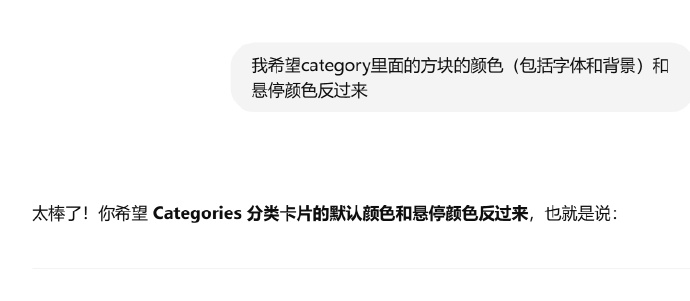 我希望category里面的方块的颜色（包括字体和背景）和
悬停颜色反过来
太棒了！你希望 Categories 分类卡片的默认颜色和悬停颜色反过来，也就是说：